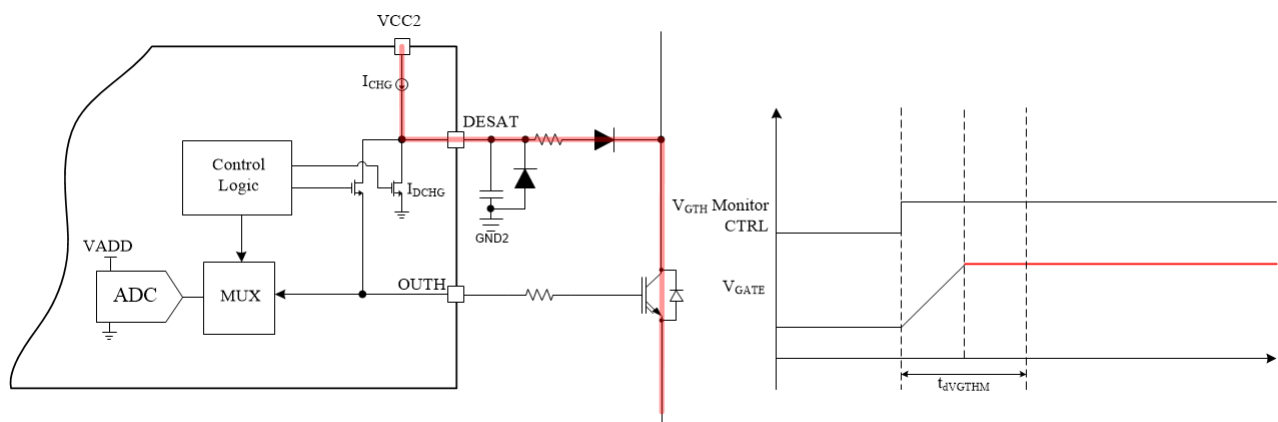 VCC2
ICHG
DESAT
Control
Logic
IDCHG
VGTH Monitor
CTRL
GND2
VADD
OUTH
ADC
MUX
VGATE
tdVGTHM